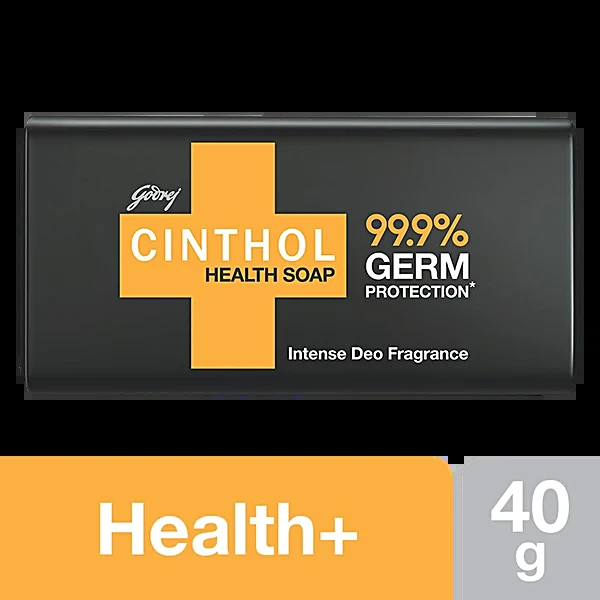 Godrej
CINTHOL
HEALTH SOAP
99.9%
GERM
PROTECTION*
Intense Deo Fragrance
Health+
40
g